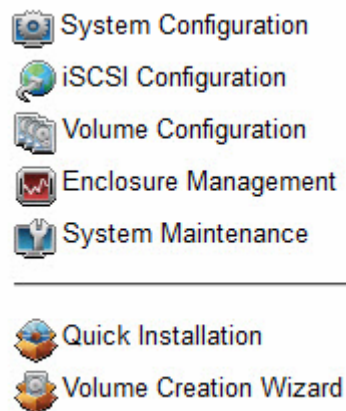 System Configuration
iSCSI Configuration
Volume Configuration
Enclosure Management
System Maintenance
Quick Installation
Volume Creation Wizard